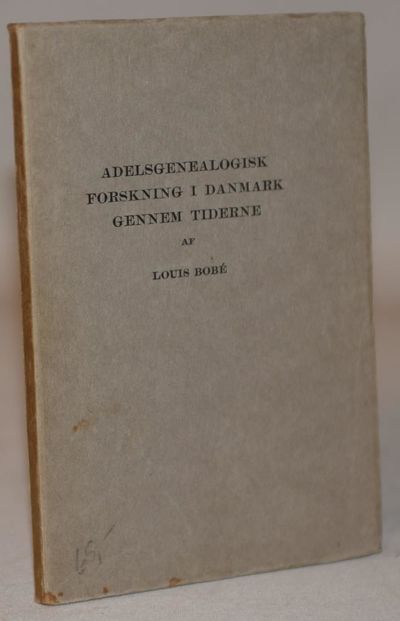 ADELSGENEALOGISK
FORSKNING I DANMARK
GENNEM TIDERNE
AF
LOUIS BOBÉ